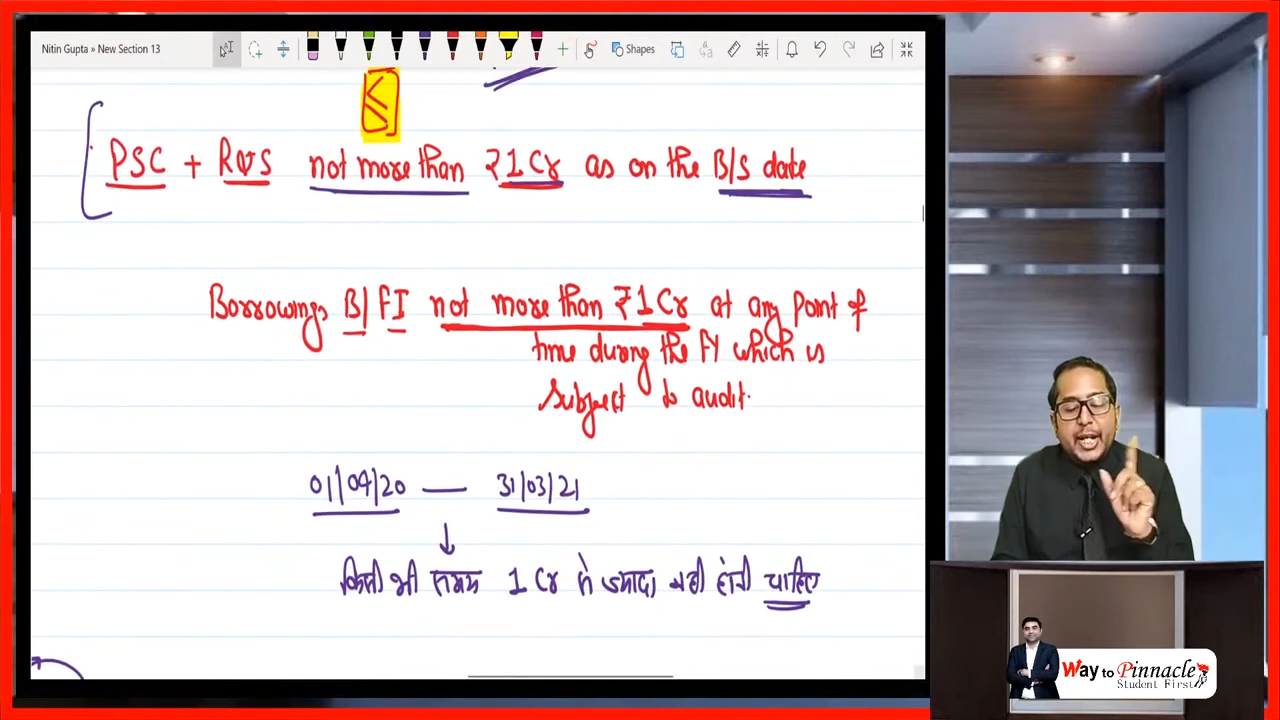 Nitin Gupta » New Section 13
Shapes
PSC + R&S not more than ₹1 Cr as on the B/S date
Borrowings B/FI not more than ₹1 Cr at any point of
time during the FY which is
subject to audit.
01/04/20 — 31/03/21
किसी भी समय 1 Cr से ज्यादा नही होनी चाहिए
Way to Pinnacle
Student First